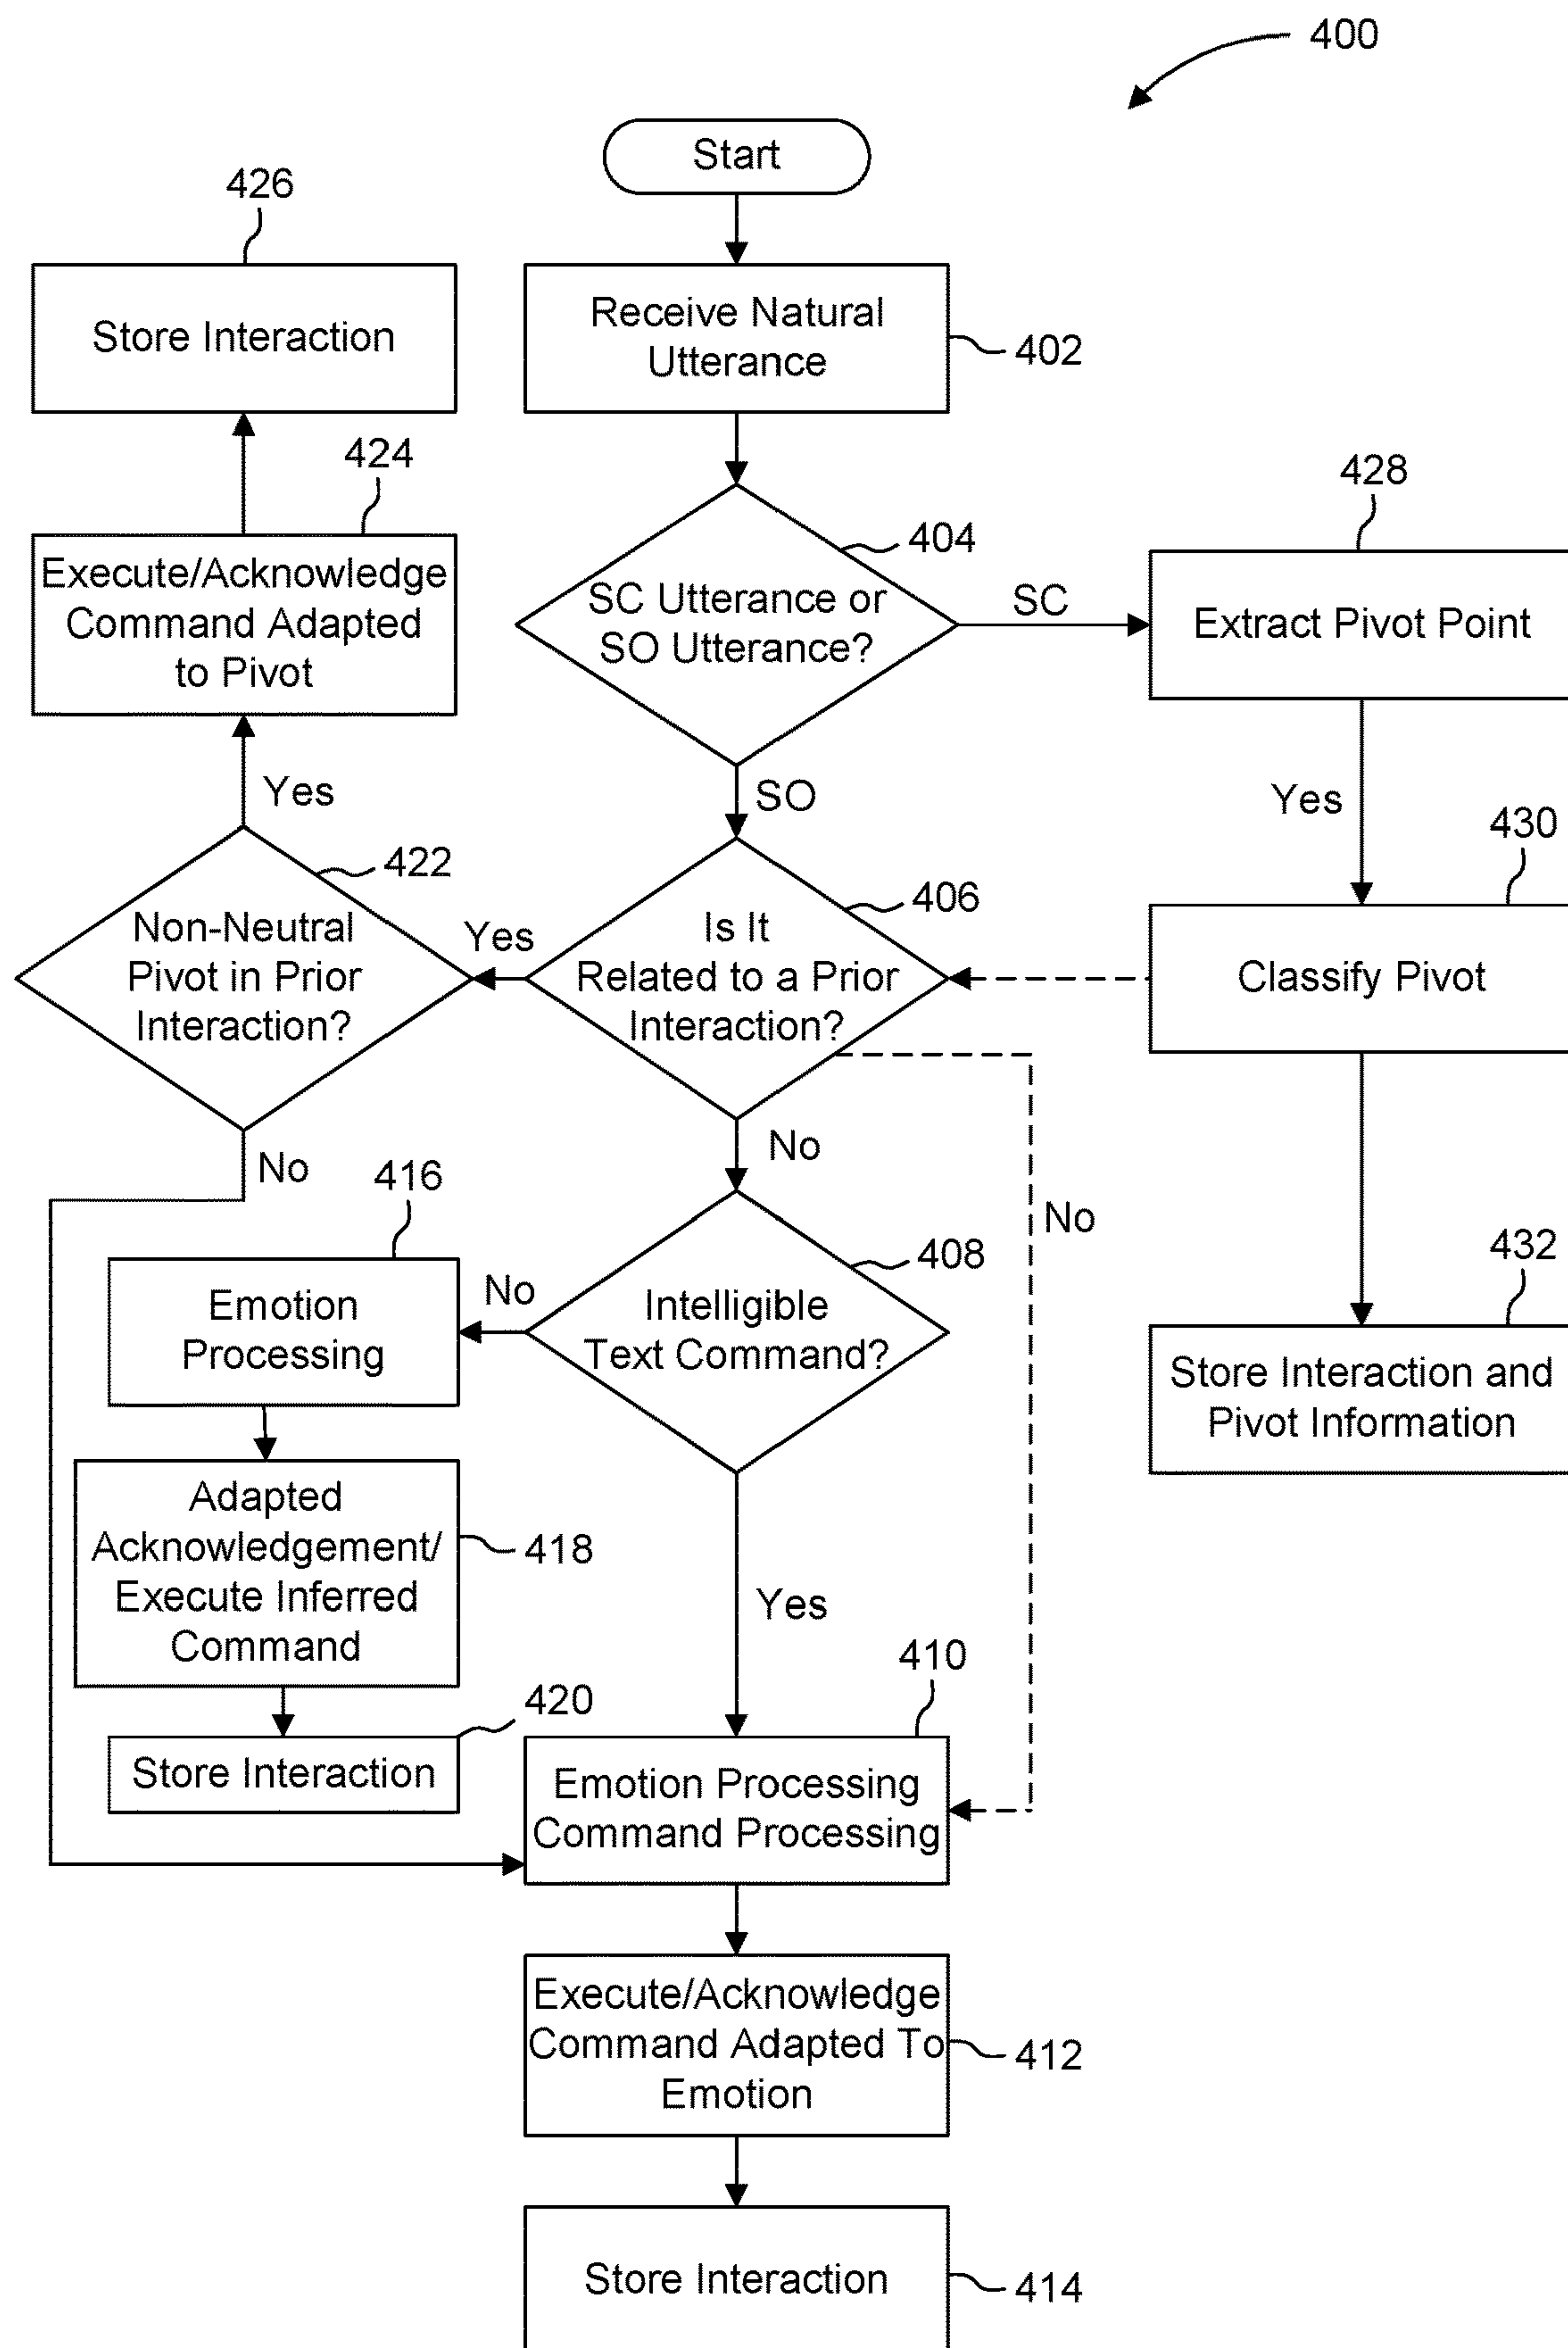 400
Start
426
Store Interaction
Receive Natural
Utterance
402
424
Execute/Acknowledge
Command Adapted
to Pivot
404
SC Utterance or
SO Utterance?
SC
428
Extract Pivot Point
Yes
SO
Yes
422
Non-Neutral
Pivot in Prior
Interaction?
Yes
406
Is It
Related to a Prior
Interaction?
430
Classify Pivot
No
No
No
416
Emotion
Processing
No
408
Intelligible
Text Command?
432
Store Interaction and
Pivot Information
Adapted
Acknowledgement/
Execute Inferred
Command
418
Yes
420
Store Interaction
410
Emotion Processing
Command Processing
Execute/Acknowledge
Command Adapted To
Emotion
412
Store Interaction
414